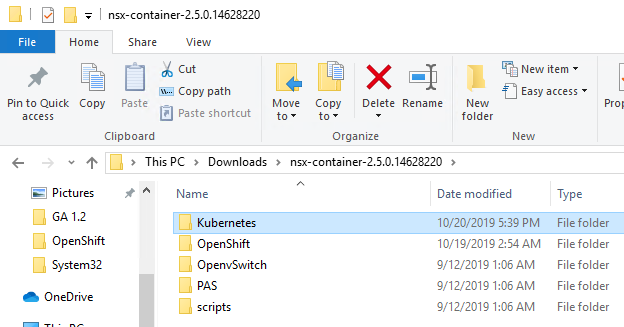 nsx-container-2.5.0.14628220
File Home Share View
Pin to Quick access
Copy
Paste
Cut
Copy path
Paste shortcut
Clipboard
Move to
Copy to
Delete
Rename
Organize
New folder
New item
Easy access
New
This PC > Downloads > nsx-container-2.5.0.14628220 >
Pictures
GA 1.2
OpenShift
System32
OneDrive
Name Date modified Type
Kubernetes 10/20/2019 5:39 PM File folder
OpenShift 10/19/2019 2:54 AM File folder
OpenvSwitch 9/12/2019 1:06 AM File folder
PAS 9/12/2019 1:06 AM File folder
scripts 9/12/2019 1:06 AM File folder